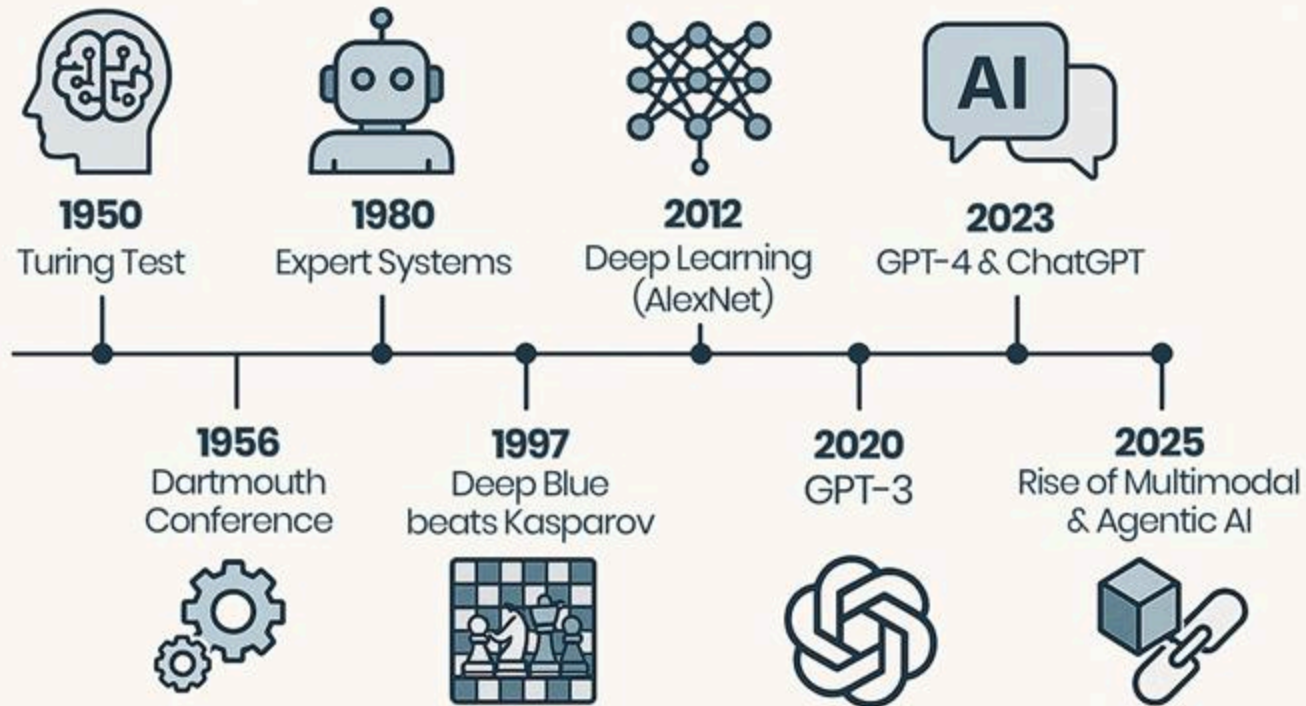 AI
1950
Turing Test
1980
Expert Systems
2012
Deep Learning
(AlexNet)
2023
GPT-4 & ChatGPT
1956
Dartmouth
Conference
1997
Deep Blue
beats Kasparov
2020
GPT-3
2025
Rise of Multimodal
& Agentic AI